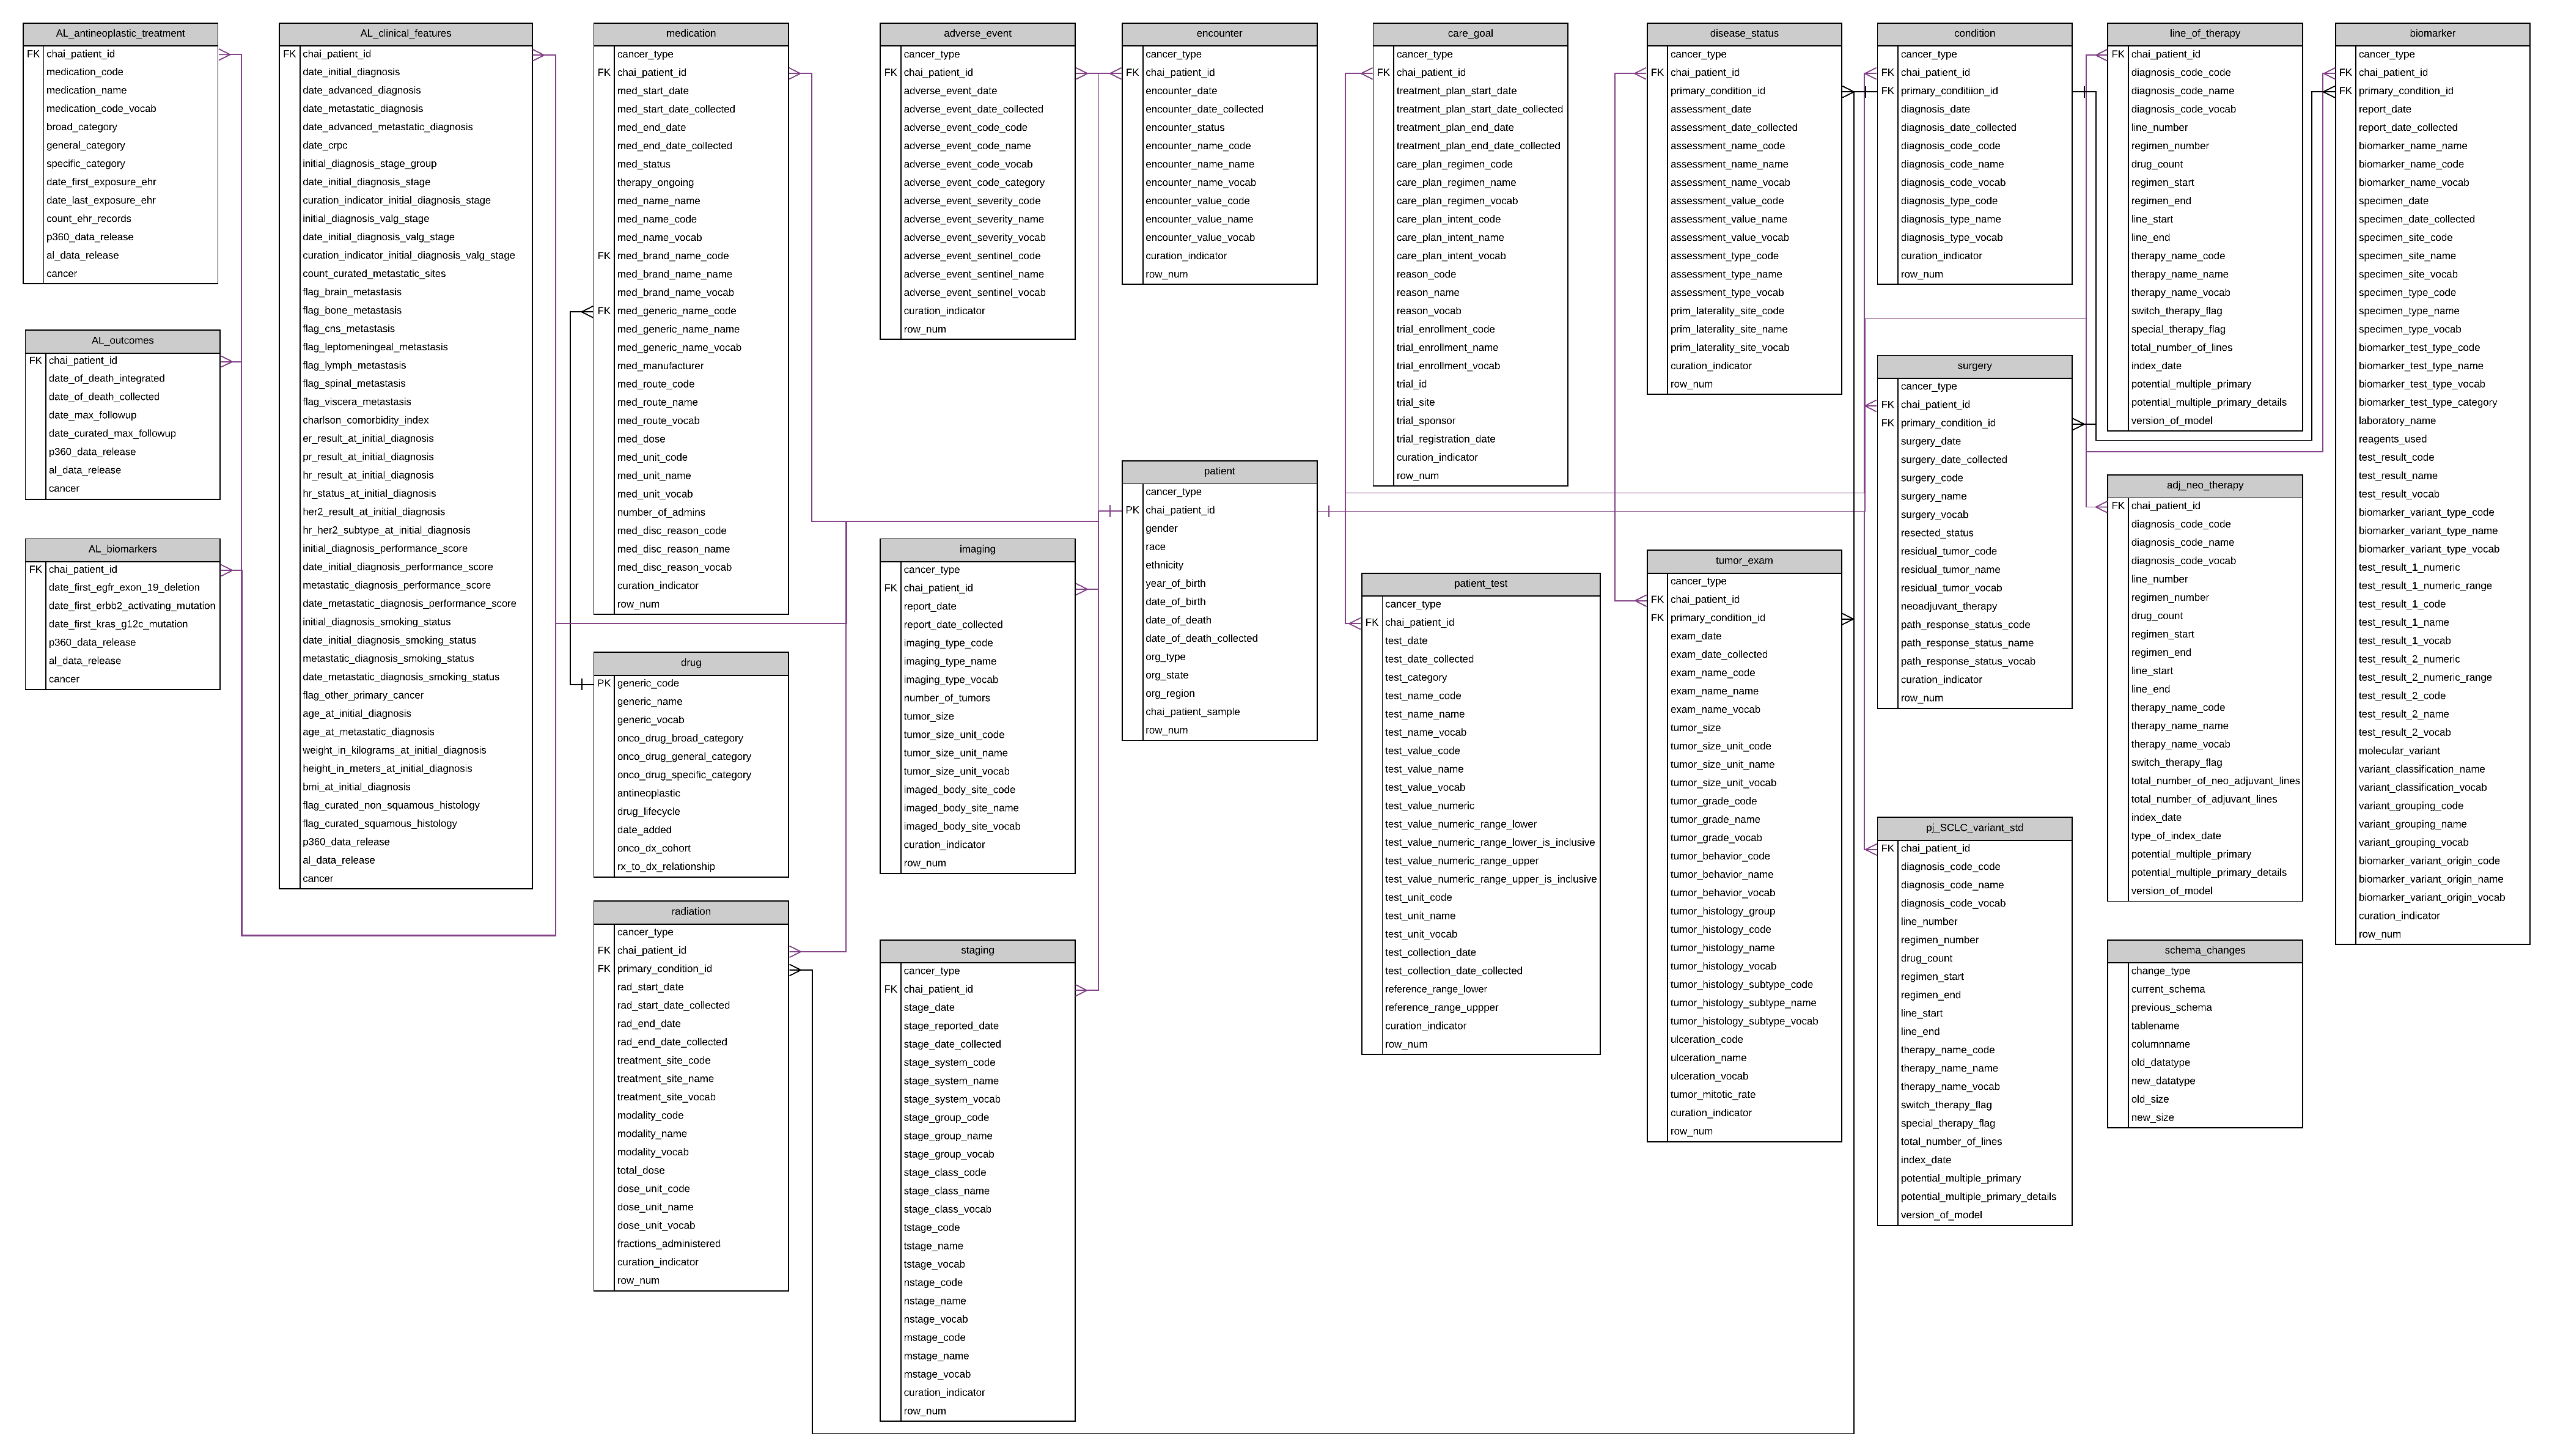 AL_antineoplastic_treatment
FK chai_patient_id
medication_code
medication_name
medication_code_vocab
broad_category
general_category
specific_category
date_first_exposure_ehr
date_last_exposure_ehr
count_ehr_records
p360_data_release
al_data_release
cancer
AL_outcomes
FK chai_patient_id
date_of_death_integrated
date_of_death_collected
date_max_followup
date_curated_max_followup
p360_data_release
al_data_release
cancer
AL_biomarkers
FK chai_patient_id
date_first_egfr_exon_19_deletion
date_first_erbb2_activating_mutation
date_first_kras_g12c_mutation
p360_data_release
al_data_release
cancer
AL_clinical_features
FK chai_patient_id
date_initial_diagnosis
date_advanced_diagnosis
date_metastatic_diagnosis
date_advanced_metastatic_diagnosis
date_crpc
initial_diagnosis_stage_group
date_initial_diagnosis_stage
curation_indicator_initial_diagnosis_stage
initial_diagnosis_valg_stage
date_initial_diagnosis_valg_stage
curation_indicator_initial_diagnosis_valg_stage
count_curated_metastatic_sites
flag_brain_metastasis
flag_bone_metastasis
flag_cns_metastasis
flag_leptomeningeal_metastasis
flag_lymph_metastasis
flag_spinal_metastasis
flag_viscera_metastasis
charlson_comorbidity_index
er_result_at_initial_diagnosis
pr_result_at_initial_diagnosis
hr_result_at_initial_diagnosis
hr_status_at_initial_diagnosis
her2_result_at_initial_diagnosis
hr_her2_subtype_at_initial_diagnosis
initial_diagnosis_performance_score
date_initial_diagnosis_performance_score
metastatic_diagnosis_performance_score
date_metastatic_diagnosis_performance_score
initial_diagnosis_smoking_status
date_initial_diagnosis_smoking_status
metastatic_diagnosis_smoking_status
date_metastatic_diagnosis_smoking_status
flag_other_primary_cancer
age_at_initial_diagnosis
age_at_metastatic_diagnosis
weight_in_kilograms_at_initial_diagnosis
height_in_meters_at_initial_diagnosis
bmi_at_initial_diagnosis
flag_curated_non_squamous_histology
flag_curated_squamous_histology
p360_data_release
al_data_release
cancer
medication
cancer_type
FK chai_patient_id
med_start_date
med_start_date_collected
med_end_date
med_end_date_collected
med_status
therapy_ongoing
med_name_name
med_name_code
med_name_vocab
FK med_brand_name_code
med_brand_name_name
med_brand_name_vocab
FK med_generic_name_code
med_generic_name_name
med_generic_name_vocab
med_manufacturer
med_route_code
med_route_name
med_route_vocab
med_dose
med_unit_code
med_unit_name
med_unit_vocab
number_of_admins
med_disc_reason_code
med_disc_reason_name
med_disc_reason_vocab
curation_indicator
row_num
drug
PK generic_code
generic_name
generic_vocab
onco_drug_broad_category
onco_drug_general_category
onco_drug_specific_category
antineoplastic
drug_lifecycle
date_added
onco_dx_cohort
rx_to_dx_relationship
radiation
cancer_type
FK chai_patient_id
FK primary_condition_id
rad_start_date
rad_start_date_collected
rad_end_date
rad_end_date_collected
treatment_site_code
treatment_site_name
treatment_site_vocab
modality_code
modality_name
modality_vocab
total_dose
dose_unit_code
dose_unit_name
dose_unit_vocab
fractions_administered
curation_indicator
row_num
adverse_event
cancer_type
FK chai_patient_id
adverse_event_date
adverse_event_date_collected
adverse_event_code_code
adverse_event_code_name
adverse_event_code_vocab
adverse_event_code_category
adverse_event_severity_code
adverse_event_severity_name
adverse_event_severity_vocab
adverse_event_sentinel_code
adverse_event_sentinel_name
adverse_event_sentinel_vocab
curation_indicator
row_num
imaging
cancer_type
FK chai_patient_id
report_date
report_date_collected
imaging_type_code
imaging_type_name
imaging_type_vocab
number_of_tumors
tumor_size
tumor_size_unit_code
tumor_size_unit_name
tumor_size_unit_vocab
imaged_body_site_code
imaged_body_site_name
imaged_body_site_vocab
curation_indicator
row_num
staging
cancer_type
FK chai_patient_id
stage_date
stage_reported_date
stage_date_collected
stage_system_code
stage_system_name
stage_system_vocab
stage_group_code
stage_group_name
stage_group_vocab
stage_class_code
stage_class_name
stage_class_vocab
tstage_code
tstage_name
tstage_vocab
nstage_code
nstage_name
nstage_vocab
mstage_code
mstage_name
mstage_vocab
curation_indicator
row_num
encounter
cancer_type
FK chai_patient_id
encounter_date
encounter_date_collected
encounter_status
encounter_name_code
encounter_name_name
encounter_name_vocab
encounter_value_code
encounter_value_name
encounter_value_vocab
curation_indicator
row_num
patient
cancer_type
PK chai_patient_id
gender
race
ethnicity
year_of_birth
date_of_birth
date_of_death
date_of_death_collected
org_type
org_state
org_region
chai_patient_sample
row_num
care_goal
cancer_type
FK chai_patient_id
treatment_plan_start_date
treatment_plan_start_date_collected
treatment_plan_end_date
treatment_plan_end_date_collected
care_plan_regimen_code
care_plan_regimen_name
care_plan_regimen_vocab
care_plan_intent_code
care_plan_intent_name
care_plan_intent_vocab
reason_code
reason_name
reason_vocab
trial_enrollment_code
trial_enrollment_name
trial_enrollment_vocab
trial_id
trial_site
trial_sponsor
trial_registration_date
curation_indicator
row_num
patient_test
cancer_type
FK chai_patient_id
test_date
test_date_collected
test_category
test_name_code
test_name_name
test_name_vocab
test_value_code
test_value_name
test_value_vocab
test_value_numeric
test_value_numeric_range_lower
test_value_numeric_range_lower_is_inclusive
test_value_numeric_range_upper
test_value_numeric_range_upper_is_inclusive
test_unit_code
test_unit_name
test_unit_vocab
test_collection_date
test_collection_date_collected
reference_range_lower
reference_range_uppper
curation_indicator
row_num
disease_status
cancer_type
FK chai_patient_id
primary_condition_id
assessment_date
assessment_date_collected
assessment_name_code
assessment_name_name
assessment_name_vocab
assessment_value_code
assessment_value_name
assessment_value_vocab
assessment_type_code
assessment_type_name
assessment_type_vocab
prim_laterality_site_code
prim_laterality_site_name
prim_laterality_site_vocab
curation_indicator
row_num
tumor_exam
cancer_type
FK chai_patient_id
FK primary_condition_id
exam_date
exam_date_collected
exam_name_code
exam_name_name
exam_name_vocab
tumor_size
tumor_size_unit_code
tumor_size_unit_name
tumor_size_unit_vocab
tumor_grade_code
tumor_grade_name
tumor_grade_vocab
tumor_behavior_code
tumor_behavior_name
tumor_behavior_vocab
tumor_histology_group
tumor_histology_code
tumor_histology_name
tumor_histology_vocab
tumor_histology_subtype_code
tumor_histology_subtype_name
tumor_histology_subtype_vocab
ulceration_code
ulceration_name
ulceration_vocab
tumor_mitotic_rate
curation_indicator
row_num
condition
cancer_type
FK chai_patient_id
FK primary_conditiion_id
diagnosis_date
diagnosis_date_collected
diagnosis_code_code
diagnosis_code_name
diagnosis_code_vocab
diagnosis_type_code
diagnosis_type_name
diagnosis_type_vocab
curation_indicator
row_num
surgery
cancer_type
FK chai_patient_id
FK primary_condition_id
surgery_date
surgery_date_collected
surgery_code
surgery_name
surgery_vocab
resected_status
residual_tumor_code
residual_tumor_name
residual_tumor_vocab
neoadjuvant_therapy
path_response_status_code
path_response_status_name
path_response_status_vocab
curation_indicator
row_num
pj_SCLC_variant_std
FK chai_patient_id
diagnosis_code_code
diagnosis_code_name
diagnosis_code_vocab
line_number
regimen_number
drug_count
regimen_start
regimen_end
line_start
line_end
therapy_name_code
therapy_name_name
therapy_name_vocab
switch_therapy_flag
special_therapy_flag
total_number_of_lines
index_date
potential_multiple_primary
potential_multiple_primary_details
version_of_model
line_of_therapy
FK chai_patient_id
diagnosis_code_code
diagnosis_code_name
diagnosis_code_vocab
line_number
regimen_number
drug_count
regimen_start
regimen_end
line_start
line_end
therapy_name_code
therapy_name_name
therapy_name_vocab
switch_therapy_flag
special_therapy_flag
total_number_of_lines
index_date
potential_multiple_primary
potential_multiple_primary_details
version_of_model
adj_neo_therapy
FK chai_patient_id
diagnosis_code_code
diagnosis_code_name
diagnosis_code_vocab
line_number
regimen_number
drug_count
regimen_start
regimen_end
line_start
line_end
therapy_name_code
therapy_name_name
therapy_name_vocab
switch_therapy_flag
total_number_of_neo_adjuvant_lines
total_number_of_adjuvant_lines
index_date
type_of_index_date
potential_multiple_primary
potential_multiple_primary_details
version_of_model
schema_changes
change_type
current_schema
previous_schema
tablename
columnname
old_datatype
new_datatype
old_size
new_size
biomarker
cancer_type
FK chai_patient_id
FK primary_condition_id
report_date
report_date_collected
biomarker_name_name
biomarker_name_code
biomarker_name_vocab
specimen_date
specimen_date_collected
specimen_site_code
specimen_site_name
specimen_site_vocab
specimen_type_code
specimen_type_name
specimen_type_vocab
biomarker_test_type_code
biomarker_test_type_name
biomarker_test_type_vocab
biomarker_test_type_category
laboratory_name
reagents_used
test_result_code
test_result_name
test_result_vocab
biomarker_variant_type_code
biomarker_variant_type_name
biomarker_variant_type_vocab
test_result_1_numeric
test_result_1_numeric_range
test_result_1_code
test_result_1_name
test_result_1_vocab
test_result_2_numeric
test_result_2_numeric_range
test_result_2_code
test_result_2_name
test_result_2_vocab
molecular_variant
variant_classification_name
variant_classification_vocab
variant_grouping_code
variant_grouping_name
variant_grouping_vocab
biomarker_variant_origin_code
biomarker_variant_origin_name
biomarker_variant_origin_vocab
curation_indicator
row_num